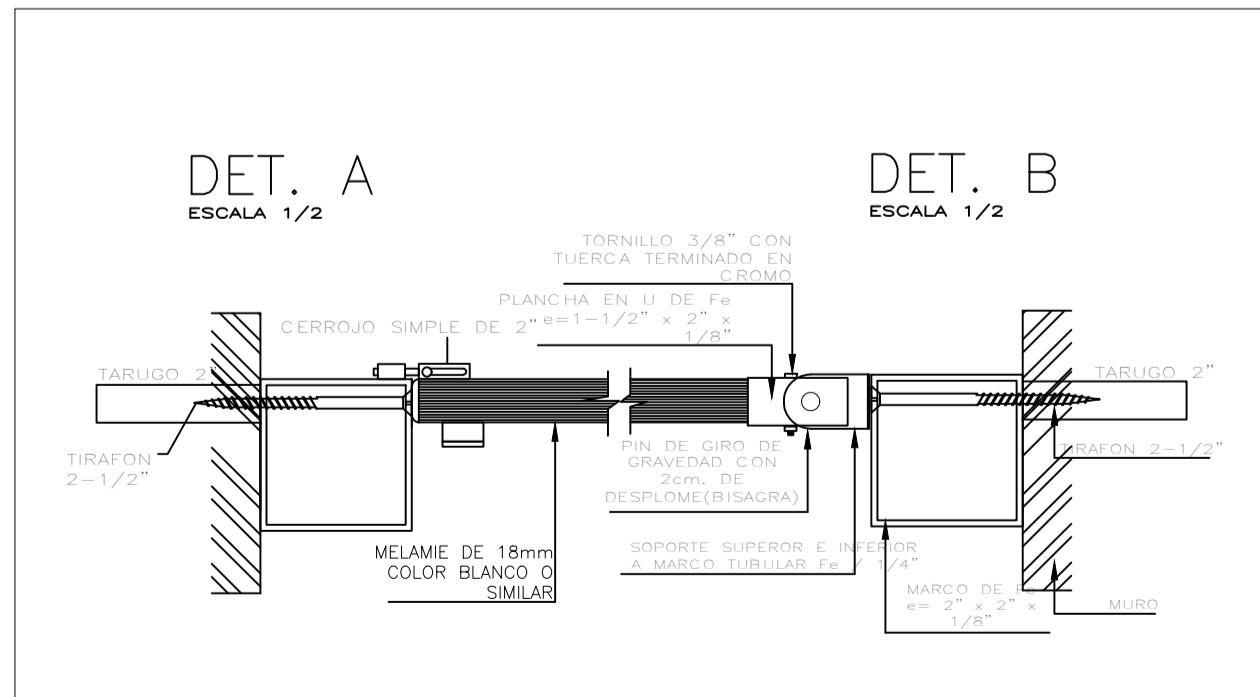 DET. A
ESCALA 1/2
DET. B
ESCALA 1/2
TORNILLO 3/8" CON
TUERCA TERMINADO EN
CROMO
PLANCHA EN U DE Fe
e=1-1/2" x 2" x
1/8"
CERROJO SIMPLE DE 2"
TARUGO 2"
TARUGO 2"
TIRAFON
2-1/2"
TIRAFON 2-1/2"
PIN DE GIRO DE
GRAVEDAD CON
2cm. DE
DESPLOME(BISAGRA)
MELAMIE DE 18mm
COLOR BLANCO O
SIMILAR
SOPORTE SUPEROR E INFERIOR
A MARCO TUBULAR Fe / 1/4"
MARCO DE Fe
e= 2" x 2" x
1/8"
MURO